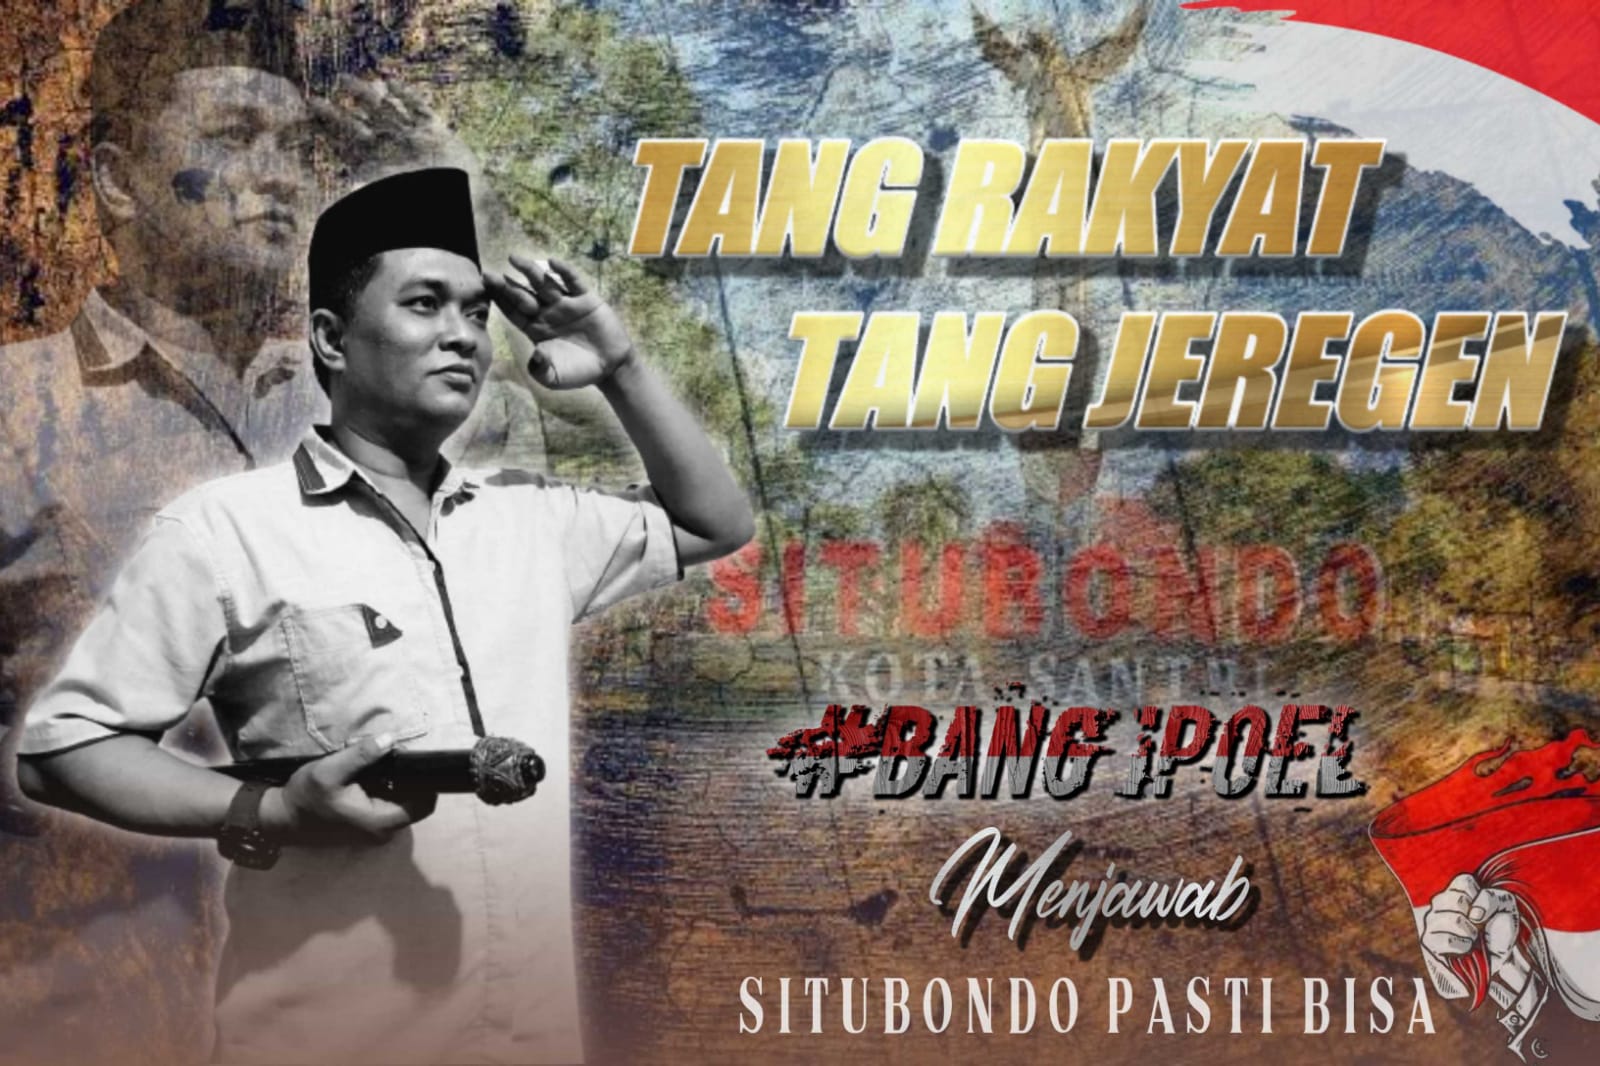 TANG RAKYAT
TANG JEREGEN
SITUBONDO
KOTA SANTRI
#BANG IPOEL
Menjawab
SITUBONDO PASTI BISA